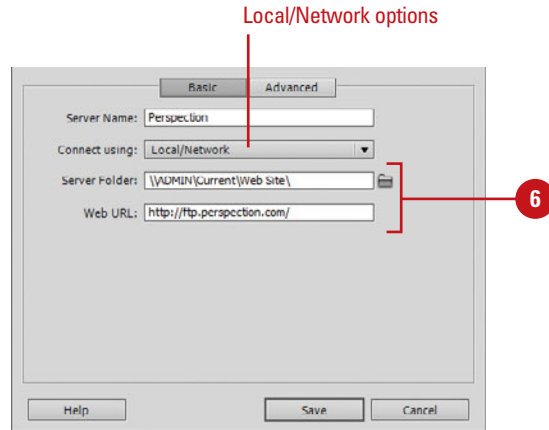 Local/Network options
Basic Advanced
Server Name: Perspection
Connect using: Local/Network
Server Folder: \\ADMIN\Current\Web Site\
6
Web URL: http://ftp.perspection.com/
Help Save Cancel